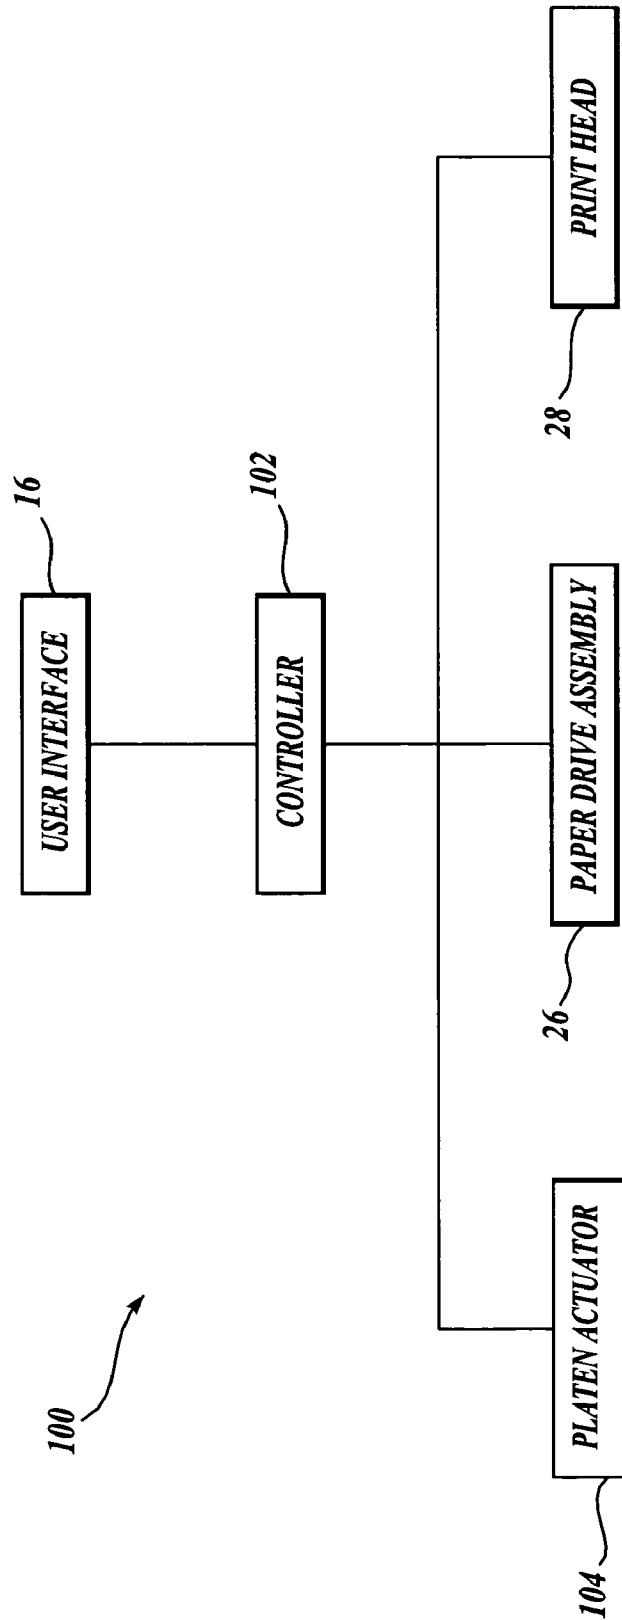 16
USER INTERFACE
102
CONTROLLER
100
104
PLATEN ACTUATOR
26
PAPER DRIVE ASSEMBLY
28
PRINT HEAD